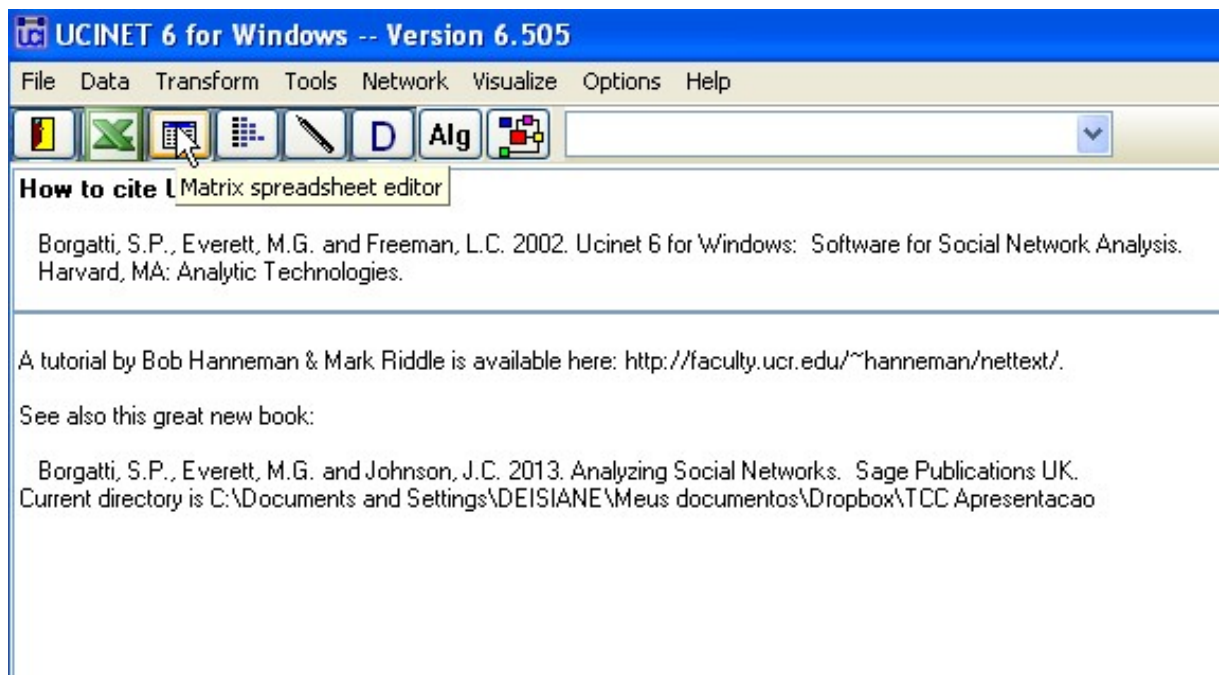 UCINET 6 for Windows -- Version 6.505
File Data Transform Tools Network Visualize Options Help
D Alg
How to cite U
Matrix spreadsheet editor
Borgatti, S.P., Everett, M.G. and Freeman, L.C. 2002. Ucinet 6 for Windows: Software for Social Network Analysis.
Harvard, MA: Analytic Technologies.
A tutorial by Bob Hanneman & Mark Riddle is available here: http://faculty.ucr.edu/~hanneman/nettext/.
See also this great new book:
Borgatti, S.P., Everett, M.G. and Johnson, J.C. 2013. Analyzing Social Networks. Sage Publications UK.
Current directory is C:\Documents and Settings\DEISIANE\Meus documentos\Dropbox\TCC Apresentacao